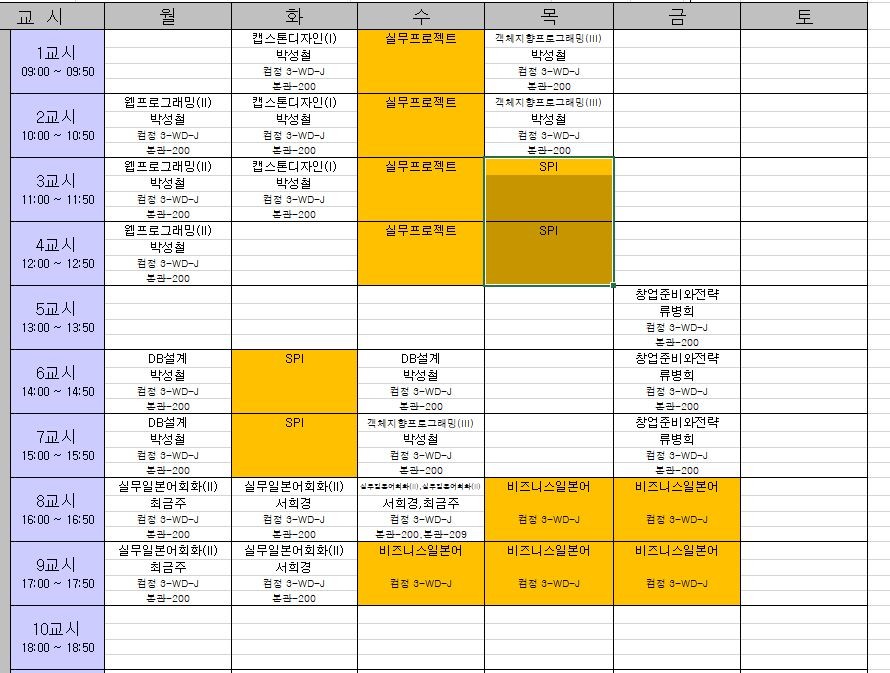 교 시 월 화 수 목 금 토
1교시
09:00 ~ 09:50
캡스톤디자인(I)
박성철
컴정 3-WD-J
본관-200
실무프로젝트
객체지향프로그래밍(III)
박성철
컴정 3-WD-J
본관-200
2교시
10:00 ~ 10:50
웹프로그래밍(II)
박성철
컴정 3-WD-J
본관-200
캡스톤디자인(I)
박성철
컴정 3-WD-J
본관-200
실무프로젝트
객체지향프로그래밍(III)
박성철
컴정 3-WD-J
본관-200
3교시
11:00 ~ 11:50
웹프로그래밍(II)
박성철
컴정 3-WD-J
본관-200
캡스톤디자인(I)
박성철
컴정 3-WD-J
본관-200
실무프로젝트
SPI
4교시
12:00 ~ 12:50
웹프로그래밍(II)
박성철
컴정 3-WD-J
본관-200
실무프로젝트
SPI
5교시
13:00 ~ 13:50
창업준비와전략
류병희
컴정 3-WD-J
본관-200
6교시
14:00 ~ 14:50
DB설계
박성철
컴정 3-WD-J
본관-200
SPI
DB설계
박성철
컴정 3-WD-J
본관-200
창업준비와전략
류병희
컴정 3-WD-J
본관-200
7교시
15:00 ~ 15:50
DB설계
박성철
컴정 3-WD-J
본관-200
SPI
객체지향프로그래밍(III)
박성철
컴정 3-WD-J
본관-200
창업준비와전략
류병희
컴정 3-WD-J
본관-200
8교시
16:00 ~ 16:50
실무일본어회화(II)
최금주
컴정 3-WD-J
본관-200
실무일본어회화(II)
서희경
컴정 3-WD-J
본관-200
실무일본어회화(II),실무일본어회화(II)
서희경,최금주
컴정 3-WD-J
본관-200,본관-209
비즈니스일본어
컴정 3-WD-J
비즈니스일본어
컴정 3-WD-J
9교시
17:00 ~ 17:50
실무일본어회화(II)
최금주
컴정 3-WD-J
본관-200
실무일본어회화(II)
서희경
컴정 3-WD-J
본관-200
비즈니스일본어
컴정 3-WD-J
비즈니스일본어
컴정 3-WD-J
비즈니스일본어
컴정 3-WD-J
10교시
18:00 ~ 18:50